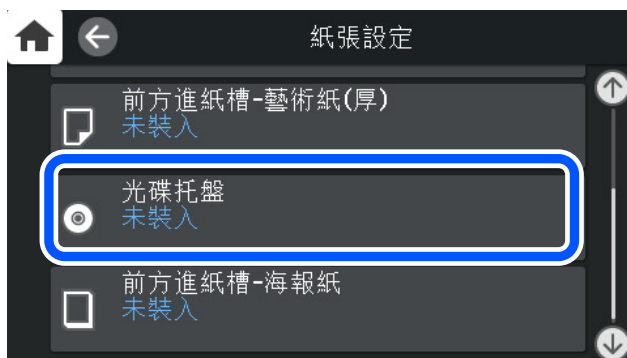 紙張設定
前方進紙槽-藝術紙(厚)
未裝入
光碟托盤
未裝入
前方進紙槽-海報紙
未裝入